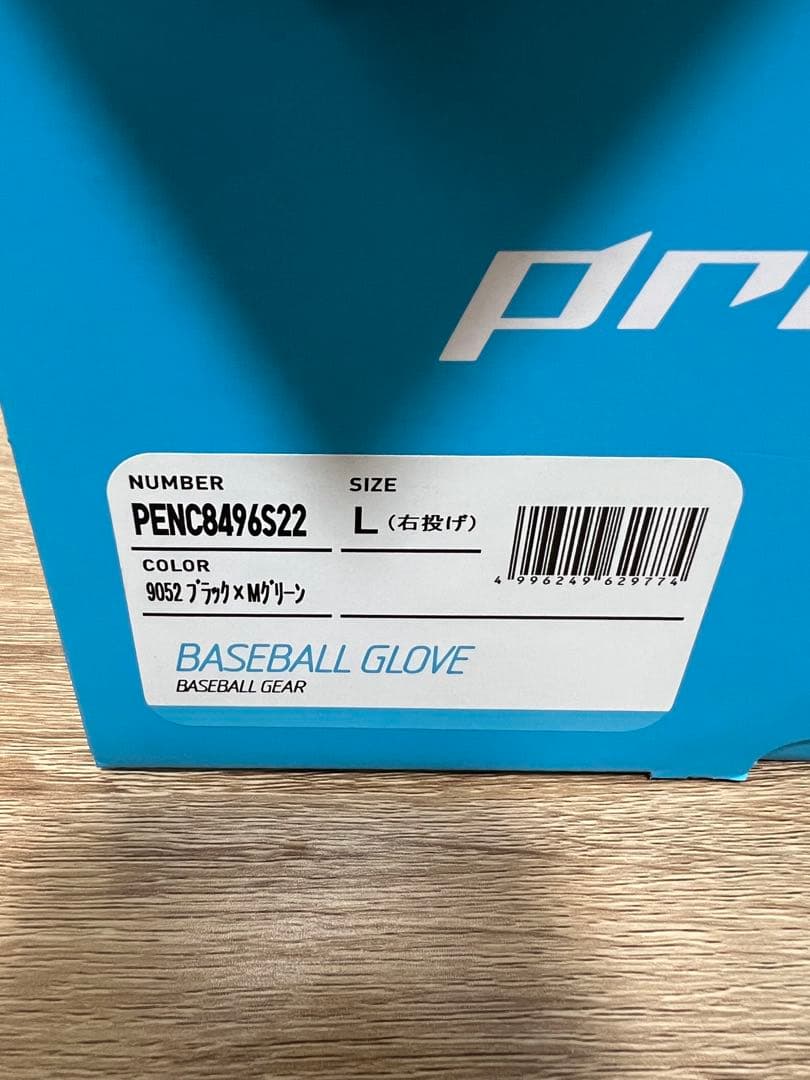 pr
NUMBER
PENC8496S22
SIZE
L (右投げ)
COLOR
9052 ブラック×Mグリーン
4 996249 629774
BASEBALL GLOVE
BASEBALL GEAR